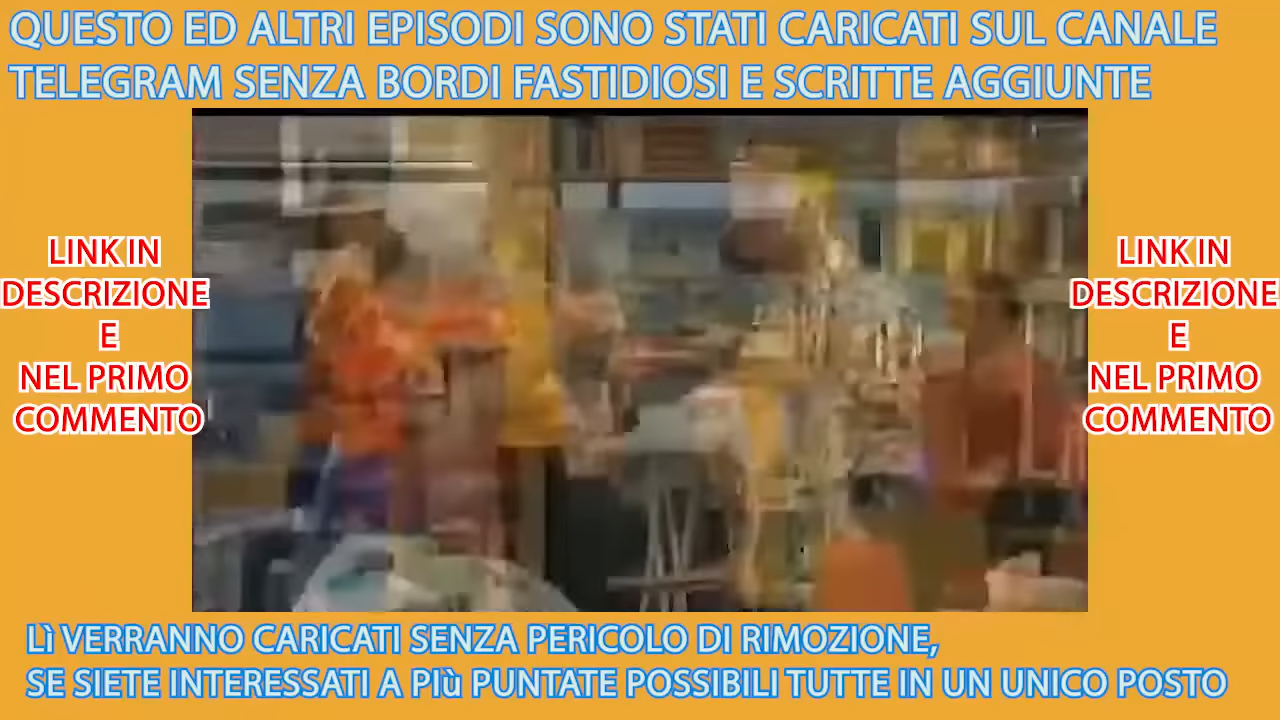 QUESTO ED ALTRI EPISODI SONO STATI CARICATI SUL CANALE
TELEGRAM SENZA BORDI FASTIDIOSI E SCRITTE AGGIUNTE
LINK IN
DESCRIZIONE
E
NEL PRIMO
COMMENTO
LINK IN
DESCRIZIONE
E
NEL PRIMO
COMMENTO
Lì VERRANNO CARICATI SENZA PERICOLO DI RIMOZIONE,
SE SIETE INTERESSATI A PIù PUNTATE POSSIBILI TUTTE IN UN UNICO POSTO